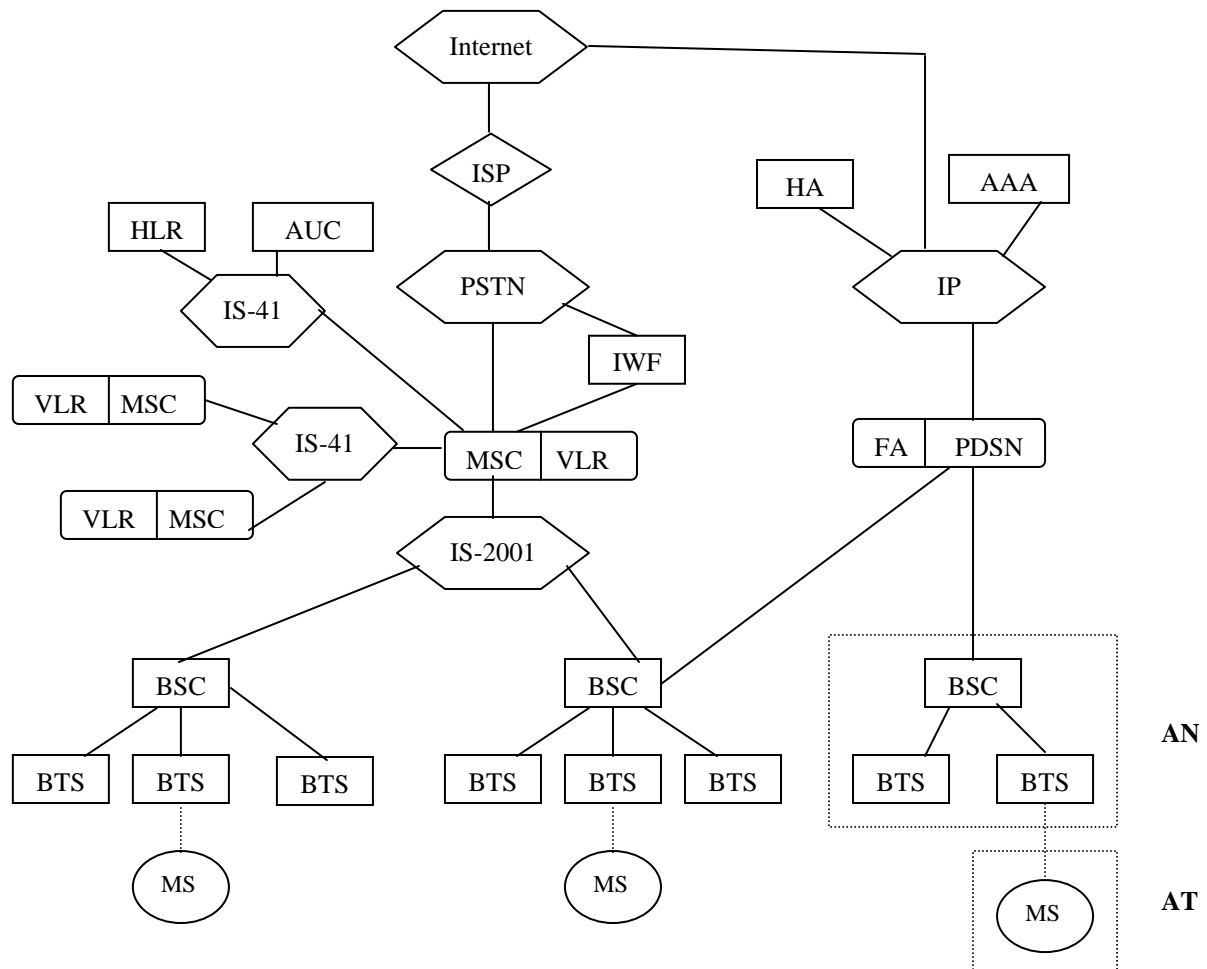 Internet
ISP
HA
AAA
HLR
AUC
PSTN
IP
IS-41
IWF
VLR MSC
IS-41
MSC VLR
FA PDSN
VLR MSC
IS-2001
BSC
BSC
BSC
AN
BTS
BTS
BTS
BTS
BTS
BTS
BTS
BTS
MS
MS
MS
AT